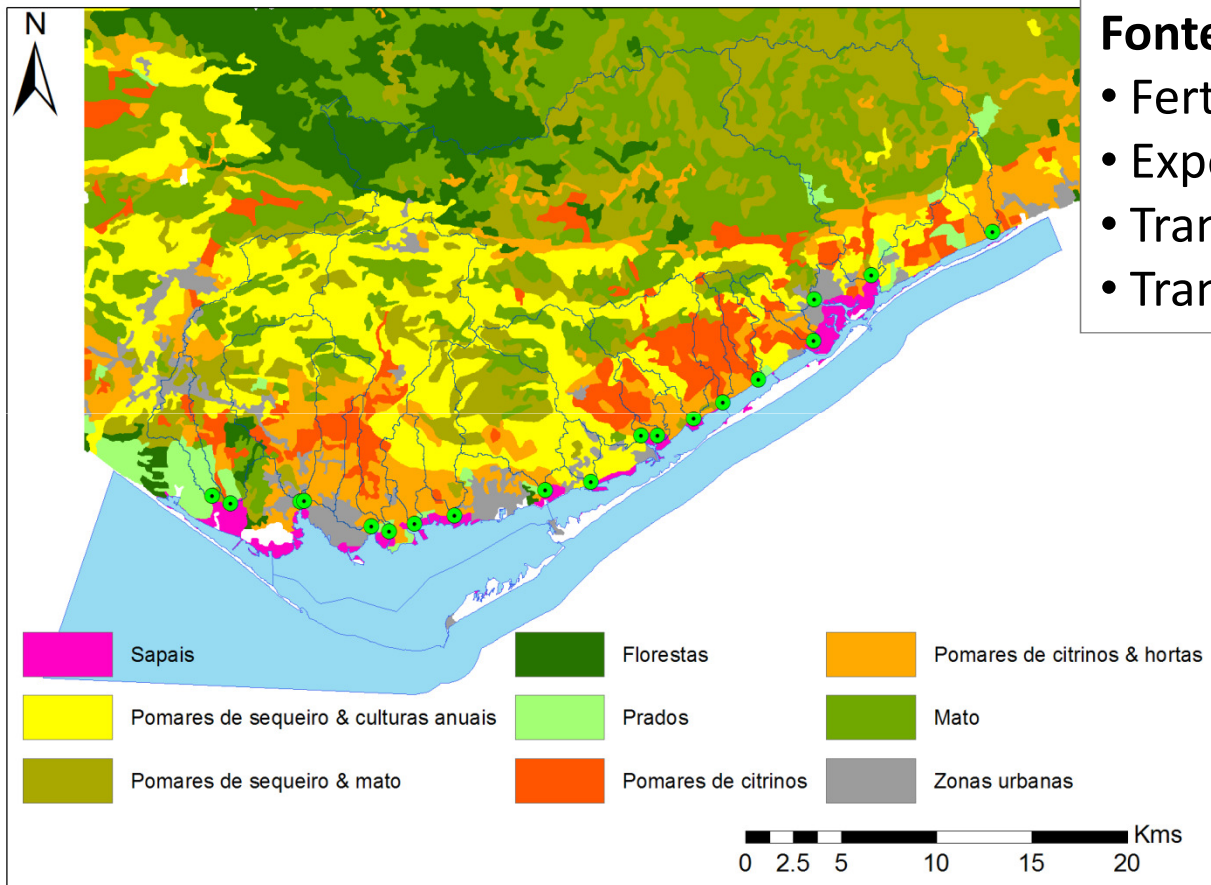 N
Fonte
• Fert
• Expo
• Tran
• Tran
Sapais
Florestas
Pomares de citrinos & hortas
Pomares de sequeiro & culturas anuais
Prados
Mato
Pomares de sequeiro & mato
Pomares de citrinos
Zonas urbanas
Kms
0 2.5 5 10 15 20